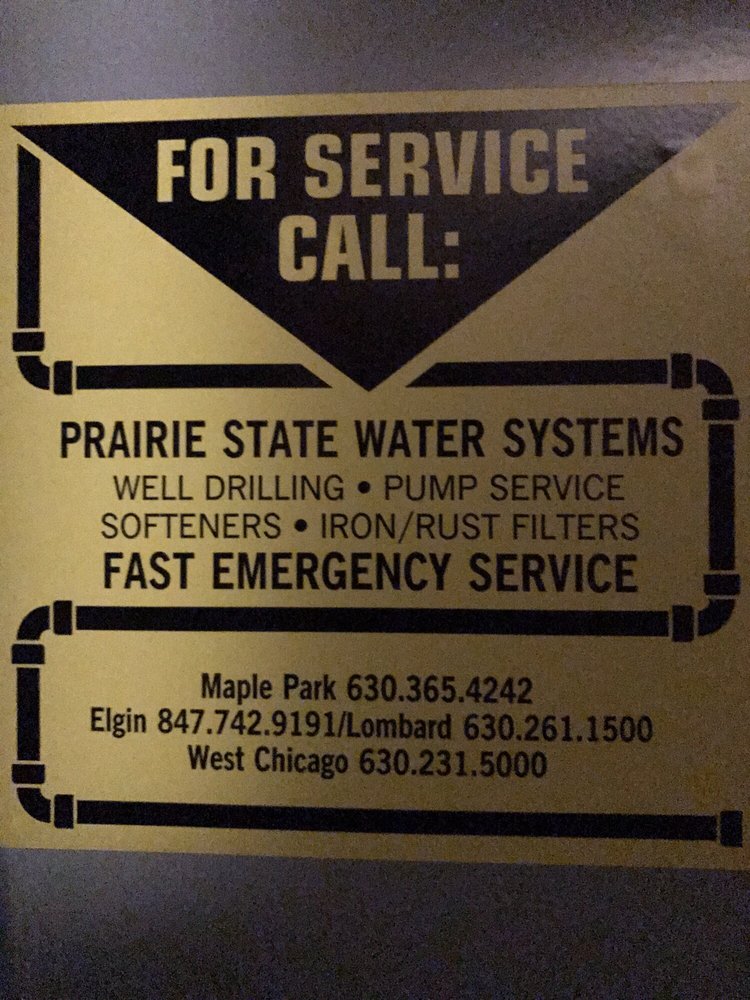 FOR SERVICE
CALL:
PRAIRIE STATE WATER SYSTEMS
WELL DRILLING • PUMP SERVICE
SOFTENERS • IRON/RUST FILTERS
FAST EMERGENCY SERVICE
Maple Park 630.365.4242
Elgin 847.742.9191/Lombard 630.261.1500
West Chicago 630.231.5000